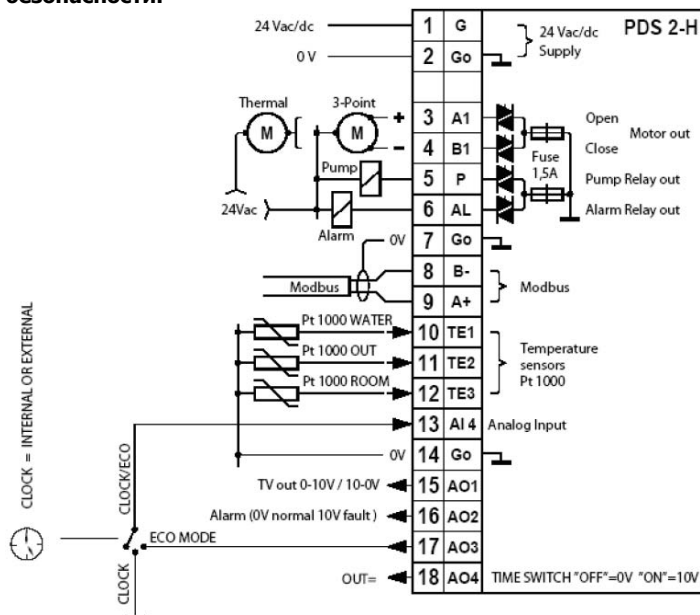 безопасности.
24 Vac/dc 1 G 24 Vac/dc PDS 2-H
0 V 2 Go Supply
Thermal 3-Point
M M + 3 A1 Open
Motor out
− 4 B1 Fuse Close
Pump 5 P 1,5A Pump Relay out
24Vac 6 AL Alarm Relay out
Alarm
0V 7 Go
8 B-
Modbus Modbus
9 A+
Pt 1000 WATER 10 TE1
Pt 1000 OUT 11 TE2 Temperature
sensors
Pt 1000
Pt 1000 ROOM 12 TE3
13 AI 4 Analog Input
0V 14 Go
TV out 0-10V / 10-0V 15 AO1
Alarm (0V normal 10V fault ) 16 AO2
ECO MODE 17 AO3
OUT= 18 AO4 TIME SWITCH "OFF"=0V "ON"=10V
CLOCK = INTERNAL OR EXTERNAL
CLOCK/ECO
CLOCK